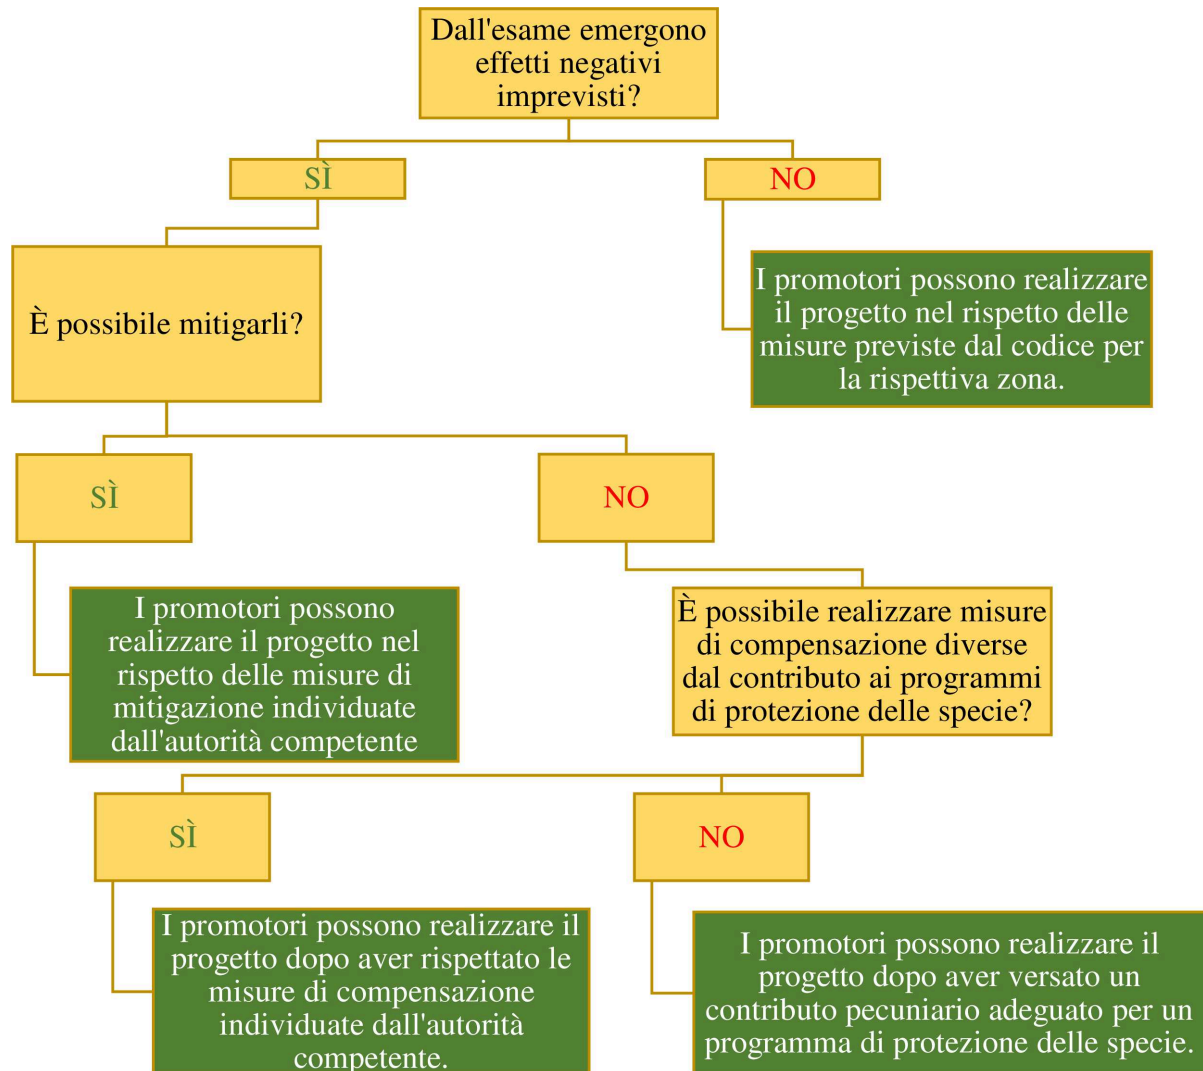 Dall'esame emergono
effetti negativi
imprevisti?
SÌ
NO
È possibile mitigarli?
I promotori possono realizzare
il progetto nel rispetto delle
misure previste dal codice per
la rispettiva zona.
SÌ
NO
I promotori possono
realizzare il progetto nel
rispetto delle misure di
mitigazione individuate
dall'autorità competente
È possibile realizzare misure
di compensazione diverse
dal contributo ai programmi
di protezione delle specie?
SÌ
NO
I promotori possono realizzare il
progetto dopo aver rispettato le
misure di compensazione
individuate dall'autorità
competente.
I promotori possono realizzare il
progetto dopo aver versato un
contributo pecuniario adeguato per un
programma di protezione delle specie.